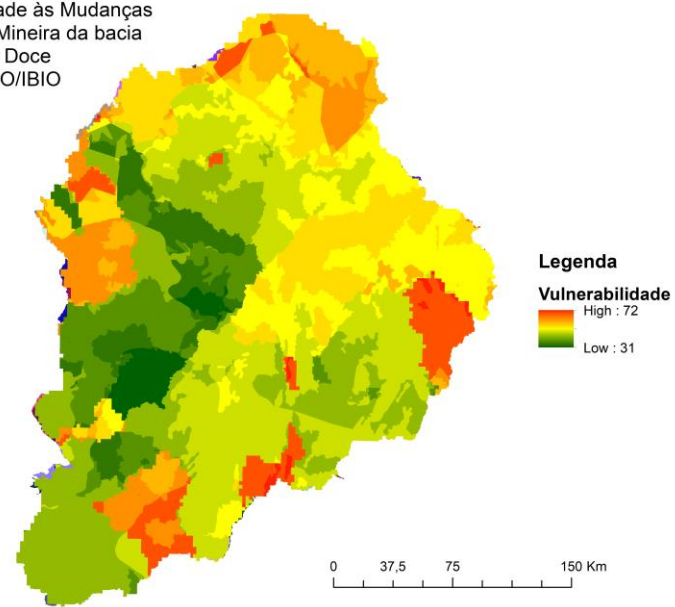 ade às Mudanças
Mineira da bacia
Doce
O/IBIO
Legenda
Vulnerabilidade
High : 72
Low : 31
0 37,5 75 150 Km